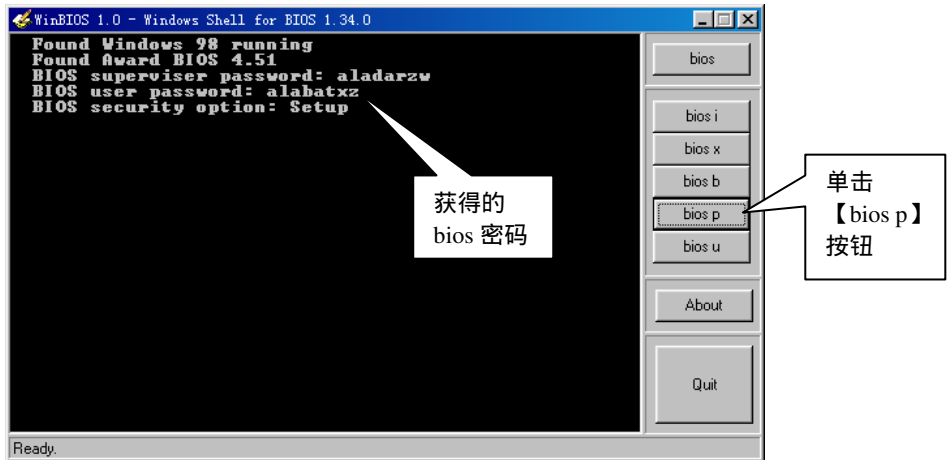 WinBIOS 1.0 - Windows Shell for BIOS 1.34.0
Found Windows 98 running
Found Award BIOS 4.51
BIOS superviser password: aladarzw
BIOS user password: alabatxz
BIOS security option: Setup
获得的
bios 密码
bios
bios i
bios x
bios b
bios p
bios u
About
Quit
单击
【bios p】
按钮
Ready.